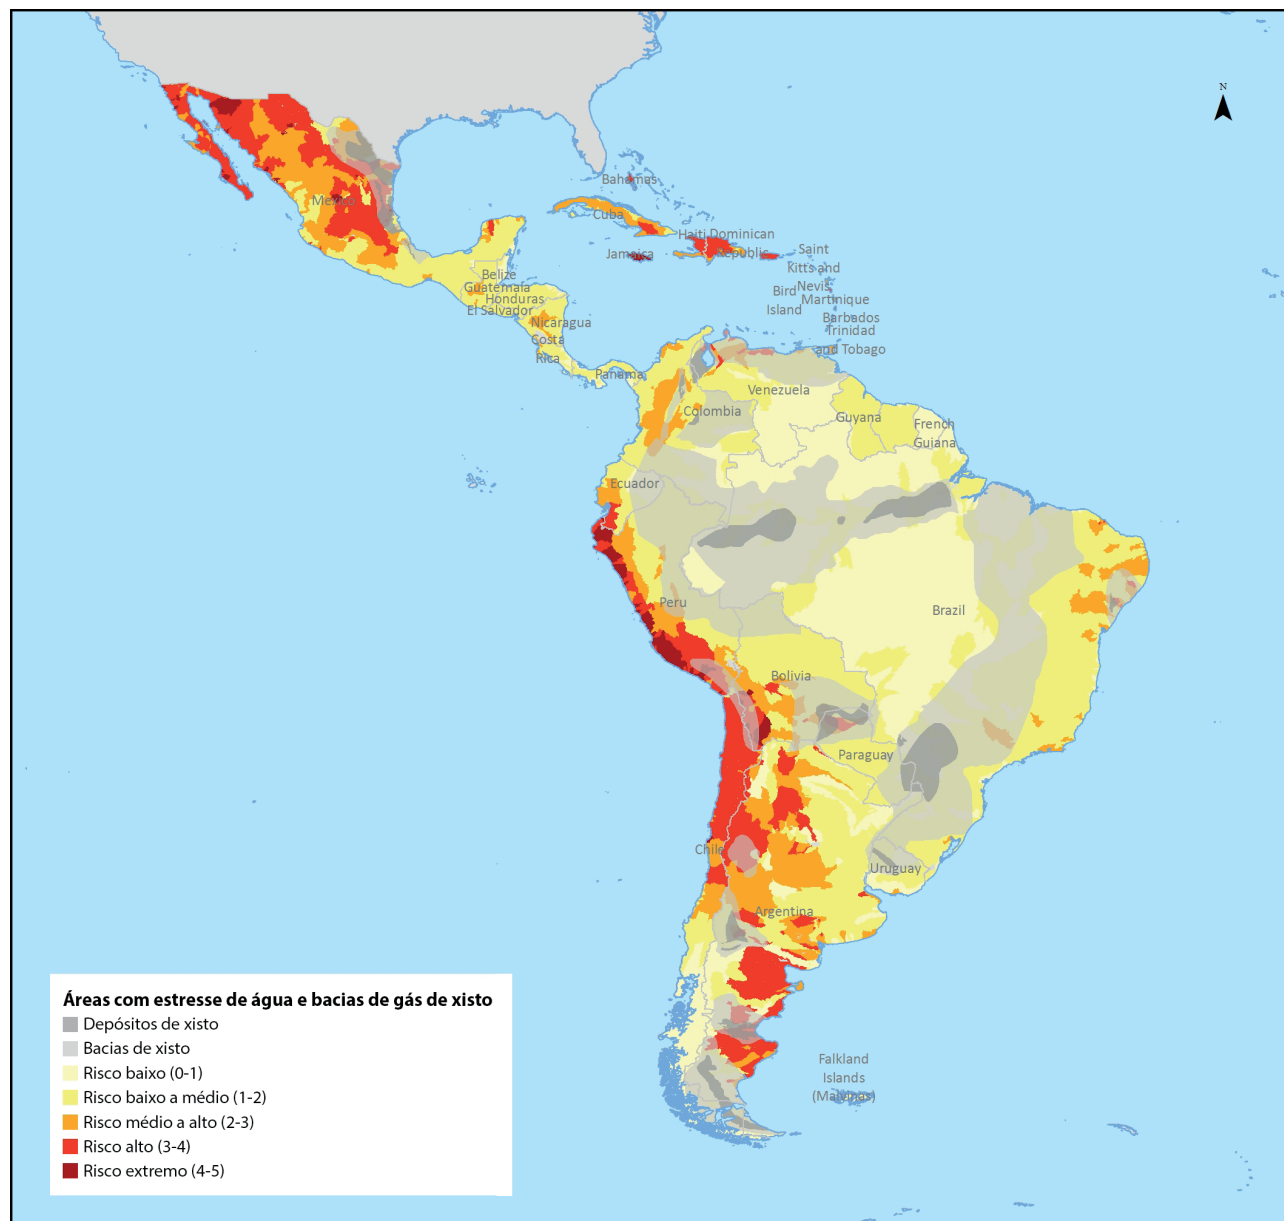 N
Bahamas
Mexico
Cuba
Haiti Dominican
Republic
Jamaica
Saint
Kitts and
Nevis
Bird
Island
Martinique
Barbados
Trinidad
and Tobago
Belize
Guatemala
Honduras
El Salvador
Nicaragua
Costa
Rica
Panama
Venezuela
Colombia
Guyana
French
Guiana
Ecuador
Peru
Brazil
Bolivia
Paraguay
Chile
Uruguay
Argentina
Falkland
Islands
(Malvinas)
Áreas com estresse de água e bacias de gás de xisto
Depósitos de xisto
Bacias de xisto
Risco baixo (0-1)
Risco baixo a médio (1-2)
Risco médio a alto (2-3)
Risco alto (3-4)
Risco extremo (4-5)